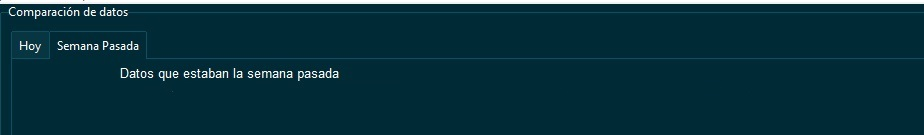 Comparación de datos
Hoy
Semana Pasada
Datos que estaban la semana pasada